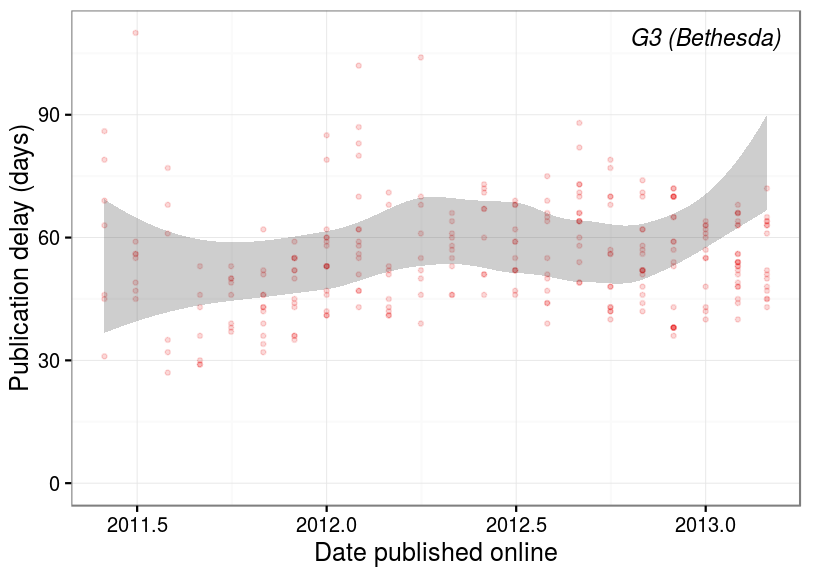 G3 (Bethesda)
Publication delay (days)
90
60
30
0
2011.5 2012.0 2012.5 2013.0
Date published online